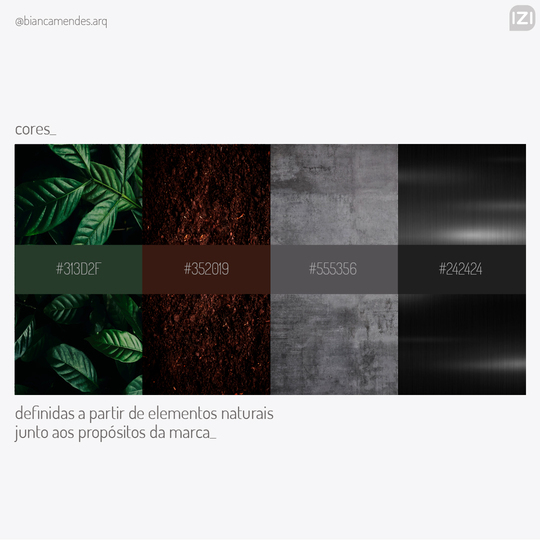 @biancamendes.arq
IZI
cores_
#313D2F
#352019
#555356
#242424
definidas a partir de elementos naturais
junto aos propósitos da marca_